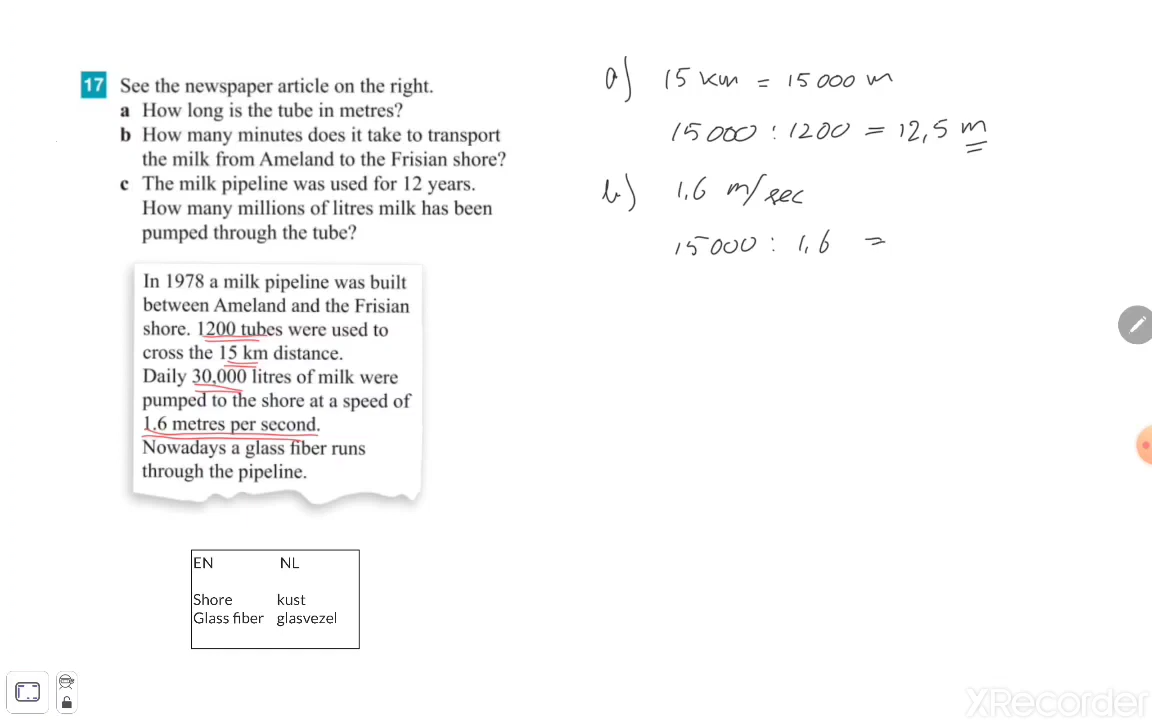 17 See the newspaper article on the right.
a How long is the tube in metres?
b How many minutes does it take to transport
the milk from Ameland to the Frisian shore?
c The milk pipeline was used for 12 years.
How many millions of litres milk has been
pumped through the tube?
In 1978 a milk pipeline was built
between Ameland and the Frisian
shore. 1200 tubes were used to
cross the 15 km distance.
Daily 30,000 litres of milk were
pumped to the shore at a speed of
1.6 metres per second.
Nowadays a glass fiber runs
through the pipeline.
EN NL
Shore kust
Glass fiber glasvezel
a) 15 km = 15 000 m
15 000 : 1200 = 12,5 m
b) 1,6 m/sec
15000 : 1,6 =
XRecorder